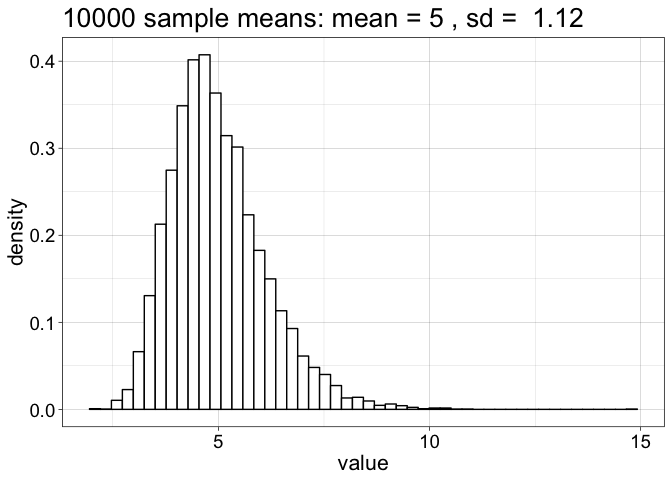 10000 sample means: mean = 5 , sd =  1.12
density
0.4
0.3
0.2
0.1
0.0
5 10 15
value